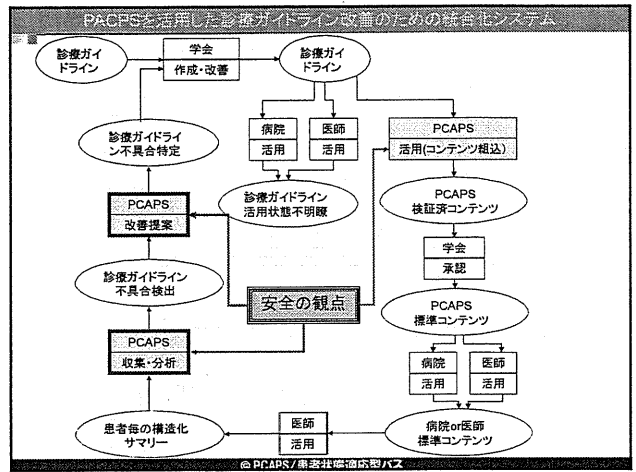 PACPSを活用した診療ガイドライン改善のための統合化システム
診療ガイ
ドライン
学会
作成・改善
診療ガイ
ドライン
病院
活用
医師
活用
PCAPS
活用(コンテンツ組込)
診療ガイドライ
ン不具合特定
診療ガイドライン
活用状態不明瞭
PCAPS
検証済コンテンツ
PCAPS
改善提案
学会
承認
診療ガイドライン
不具合検出
安全の観点
PCAPS
標準コンテンツ
PCAPS
収集・分析
病院
活用
医師
活用
患者毎の構造化
サマリー
医師
活用
病院or医師
標準コンテンツ
© PCAPS / 患者状態適応型パス